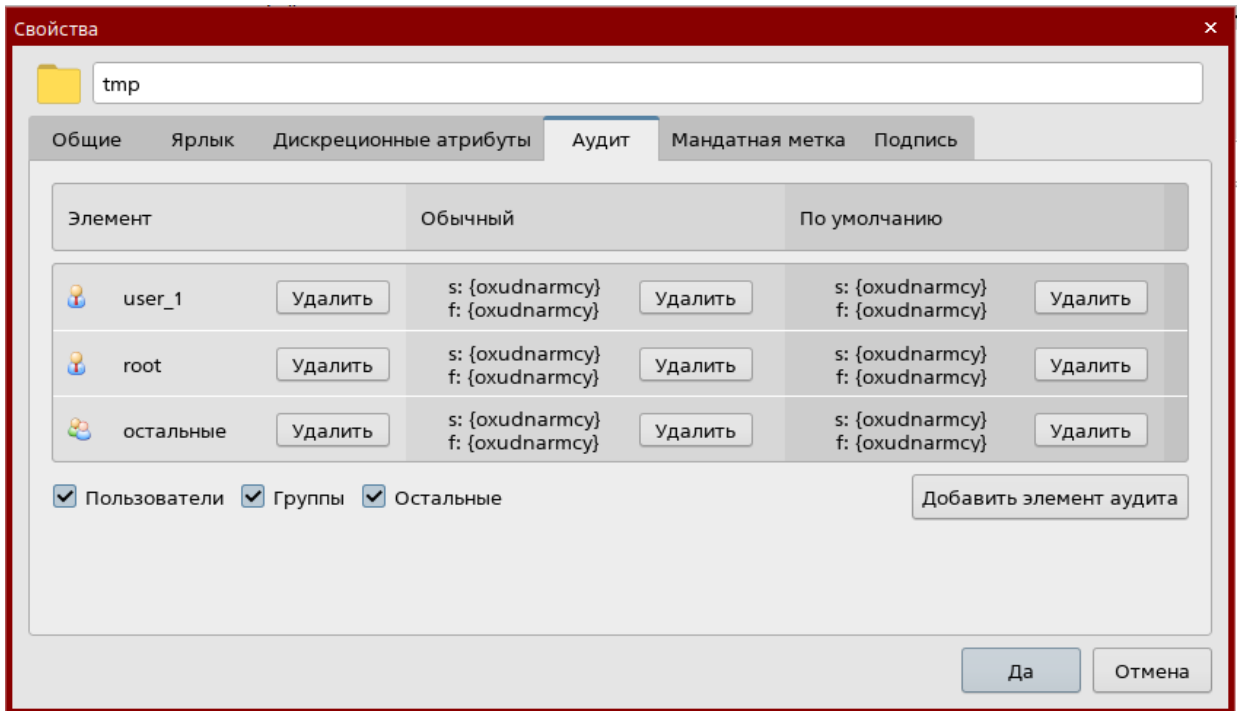 Свойства
tmp
Общие Ярлык Дискреционные атрибуты Аудит Мандатная метка Подпись
Элемент Обычный По умолчанию
user_1 Удалить s: {oxudnarmcy} f: {oxudnarmcy} Удалить s: {oxudnarmcy} f: {oxudnarmcy} Удалить
root Удалить s: {oxudnarmcy} f: {oxudnarmcy} Удалить s: {oxudnarmcy} f: {oxudnarmcy} Удалить
остальные Удалить s: {oxudnarmcy} f: {oxudnarmcy} Удалить s: {oxudnarmcy} f: {oxudnarmcy} Удалить
Пользователи Группы Остальные Добавить элемент аудита
Да Отмена